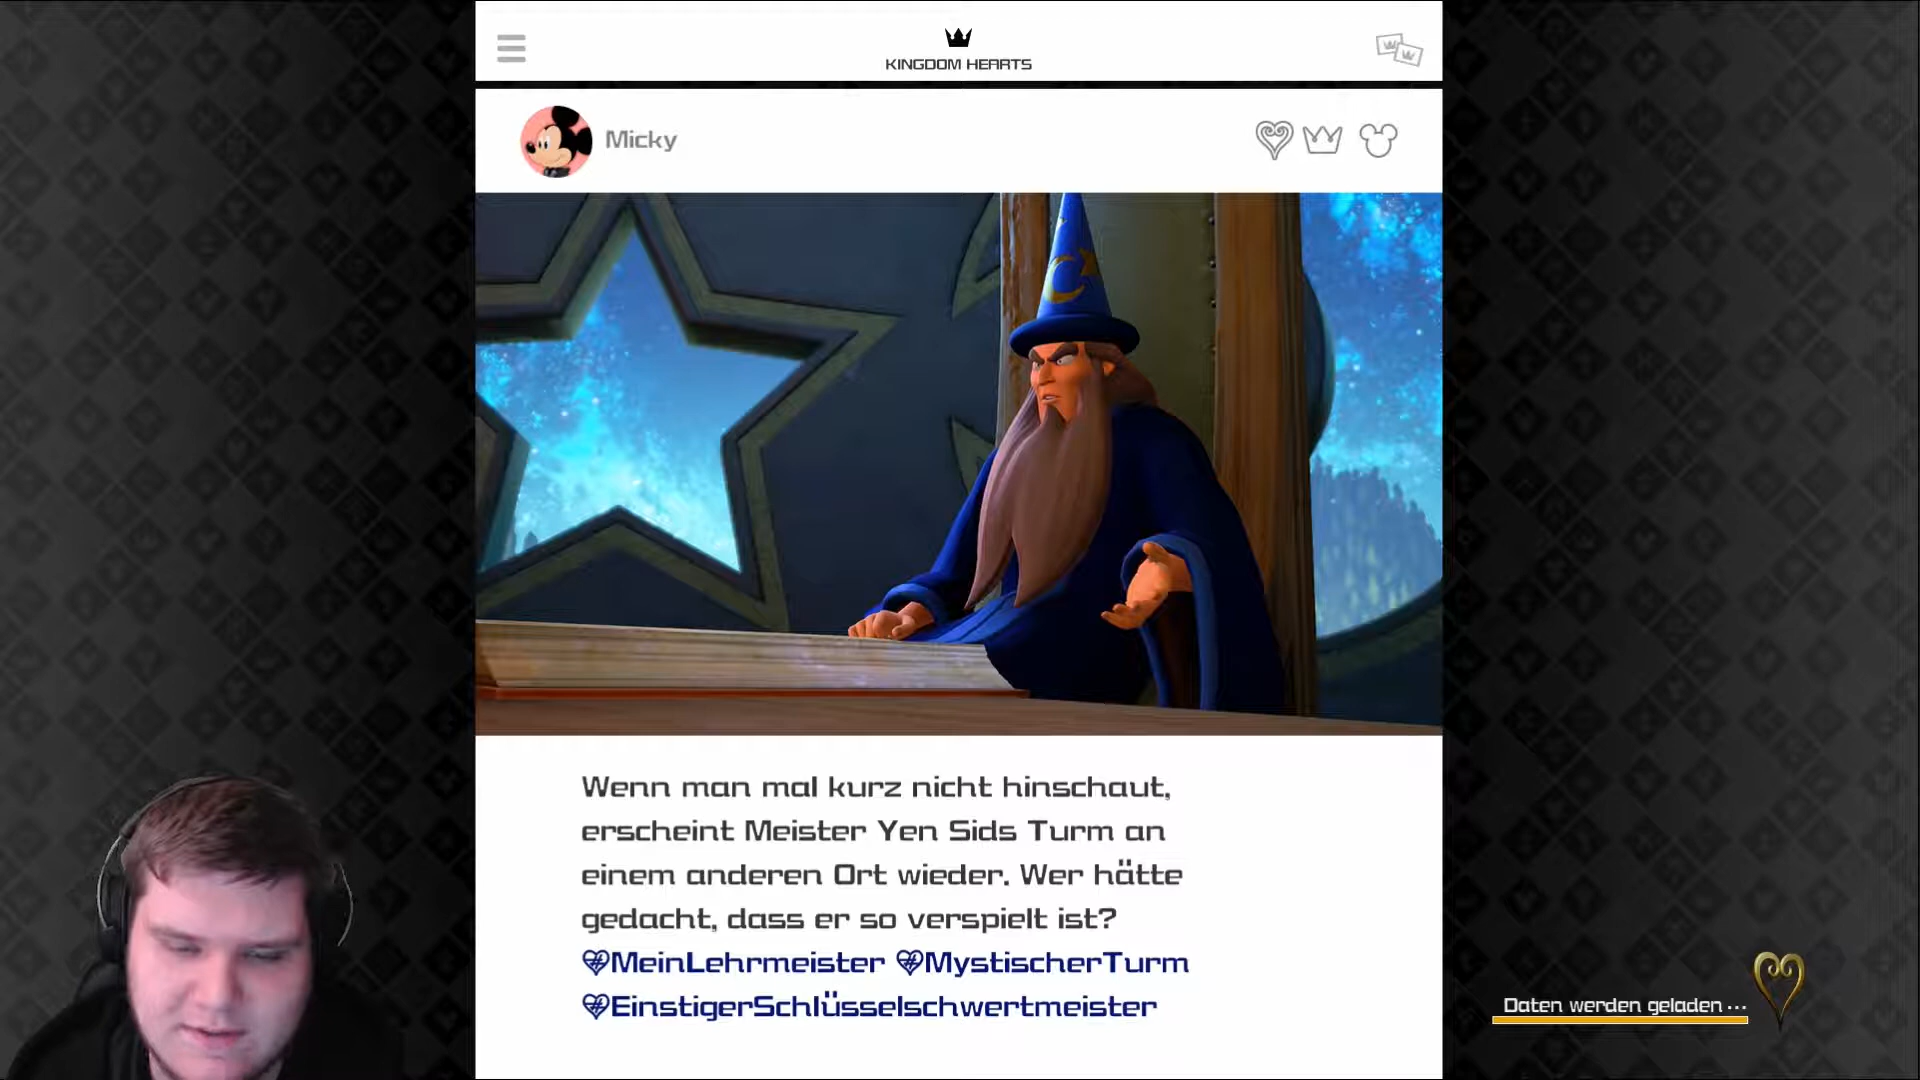 KINGDOM HEARTS
Micky
Wenn man mal kurz nicht hinschaut,
erscheint Meister Yen Sids Turm an
einem anderen Ort wieder. Wer hätte
gedacht, dass er so verspielt ist?
#MeinLehrmeister #MystischerTurm
#EinstigerSchlüsselschwertmeister
Daten werden geladen ...